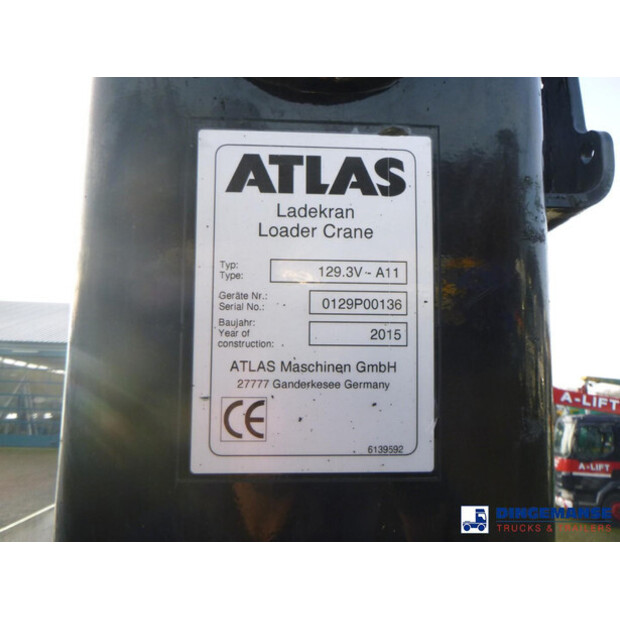 ATLAS
Ladekran
Loader Crane
Typ:
Type:
129.3V - A11
Geräte Nr.:
Serial No.:
0129P00136
Baujahr:
Year of
construction:
2015
ATLAS Maschinen GmbH
27777 Ganderkesee Germany
CE
6139592
A-LIFT
A-LIFT
DINGEMANSE
TRUCKS & TRAILERS